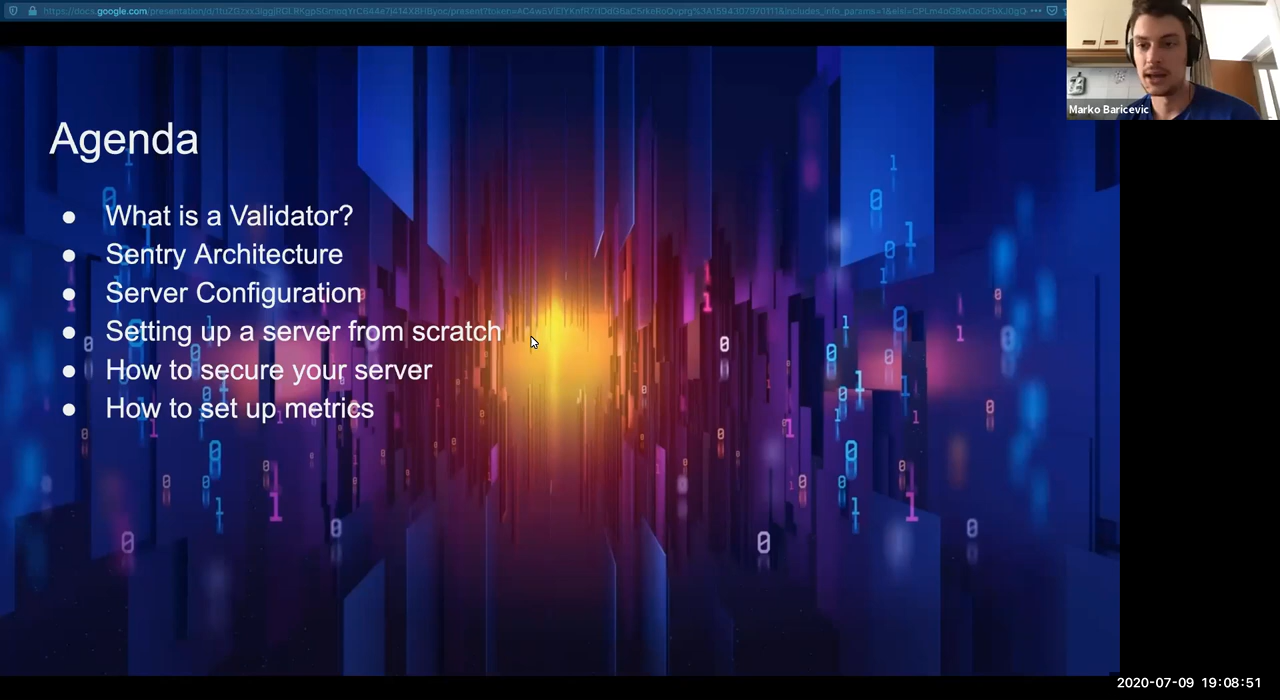 Agenda
What is a Validator?
Sentry Architecture
Server Configuration
Setting up a server from scratch
How to secure your server
How to set up metrics
Marko Baricevic
2020-07-09 19:08:51